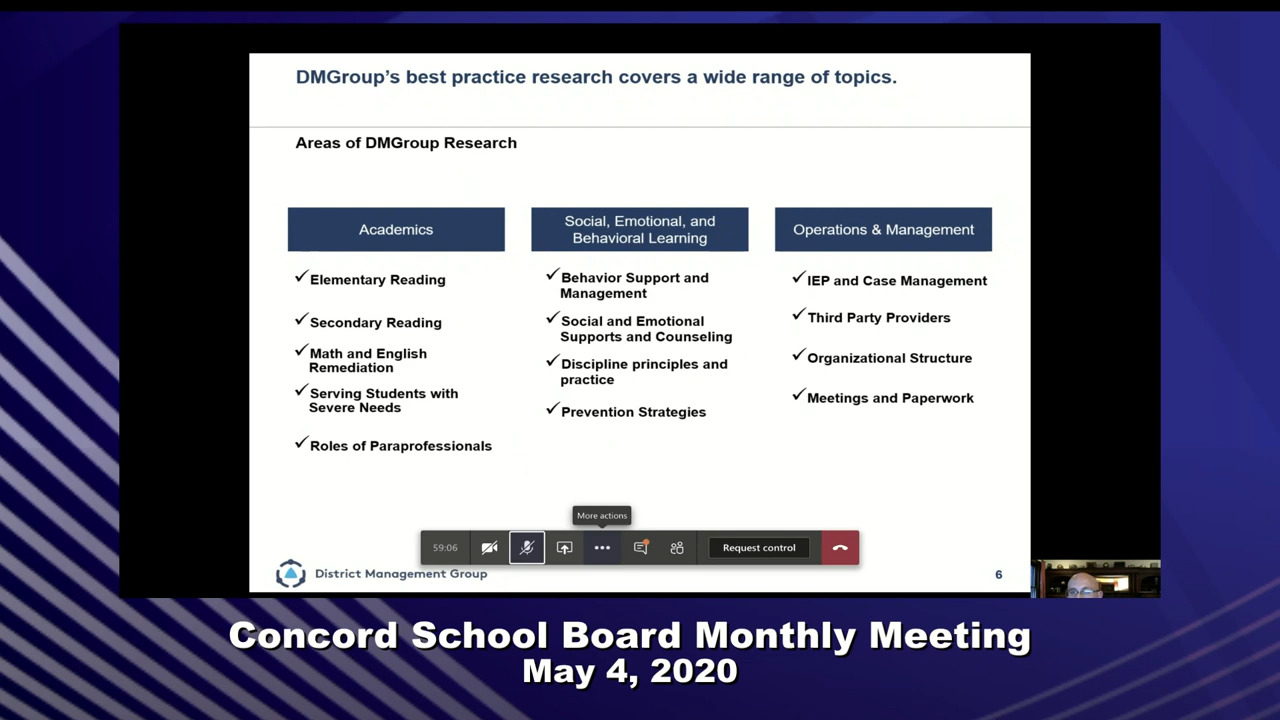 DMGroup's best practice research covers a wide range of topics.
Areas of DMGroup Research
Academics
Elementary Reading
Secondary Reading
Math and English
Remediation
Serving Students with
Severe Needs
Roles of Paraprofessionals
Social, Emotional, and
Behavioral Learning
Behavior Support and
Management
Social and Emotional
Supports and Counseling
Discipline principles and
practice
Prevention Strategies
Operations & Management
IEP and Case Management
Third Party Providers
Organizational Structure
Meetings and Paperwork
More actions
59:06
Request control
District Management Group
6
Concord School Board Monthly Meeting
May 4, 2020